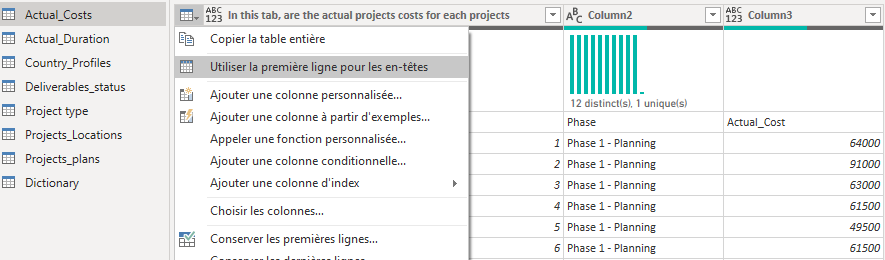 Actual_Costs
Actual_Duration
Country_Profiles
Deliverables_status
Project type
Projects_Locations
Projects_plans
Dictionary
ABC 123 In this tab, are the actual projects costs for each projects
ABC Column2
ABC 123 Column3
Copier la table entière
Utiliser la première ligne pour les en-têtes
Ajouter une colonne personnalisée...
Ajouter une colonne à partir d'exemples...
Appeler une fonction personnalisée...
Ajouter une colonne conditionnelle...
Ajouter une colonne d'index
Choisir les colonnes...
Conserver les premières lignes...
Conserver les dernières lignes
12 distinct(s), 1 unique(s)
Phase Actual_Cost
1 Phase 1 - Planning 64000
2 Phase 1 - Planning 91000
3 Phase 1 - Planning 63000
4 Phase 1 - Planning 61500
5 Phase 1 - Planning 49500
6 Phase 1 - Planning 61500